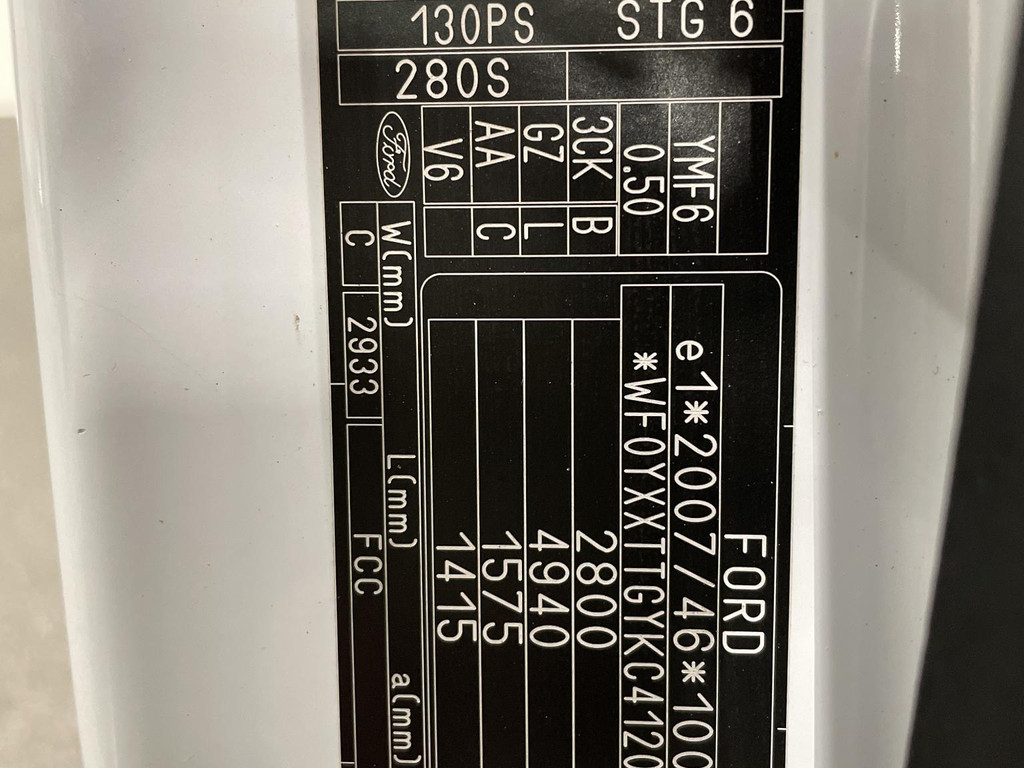 130PS STG 6
280S
Ford
YMF6
0.50
3CK B
GZ L
AA C
V6
FORD
e1*2007/46*100
*WF0YXXTTGYKC4120
2800
4940
1575
1415
W(mm) L(mm) a(mm)
C 2933 FCC